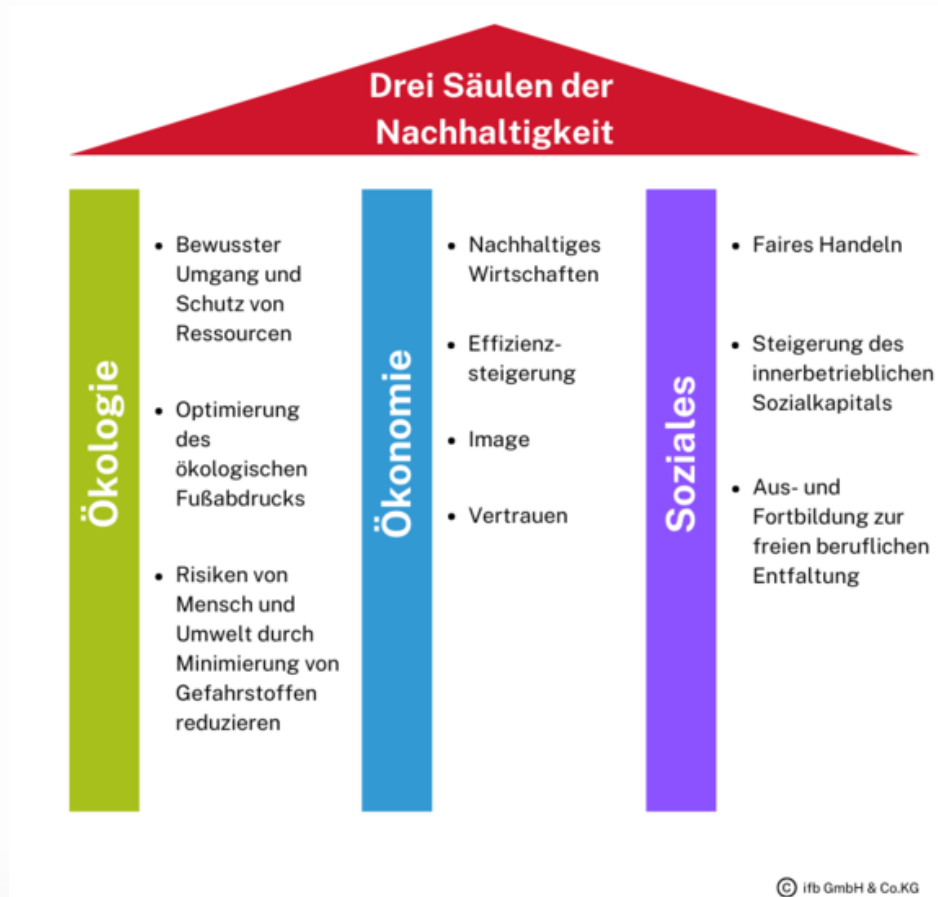 Drei Säulen der
Nachhaltigkeit
Ökologie
• Bewusster
Umgang und
Schutz von
Ressourcen
• Optimierung
des
ökologischen
Fußabdrucks
• Risiken von
Mensch und
Umwelt durch
Minimierung von
Gefahrstoffen
reduzieren
Ökonomie
• Nachhaltiges
Wirtschaften
• Effizienz-
steigerung
• Image
• Vertrauen
Soziales
• Faires Handeln
• Steigerung des
innerbetrieblichen
Sozialkapitals
• Aus- und
Fortbildung zur
freien beruflichen
Entfaltung
© ifb GmbH & Co.KG